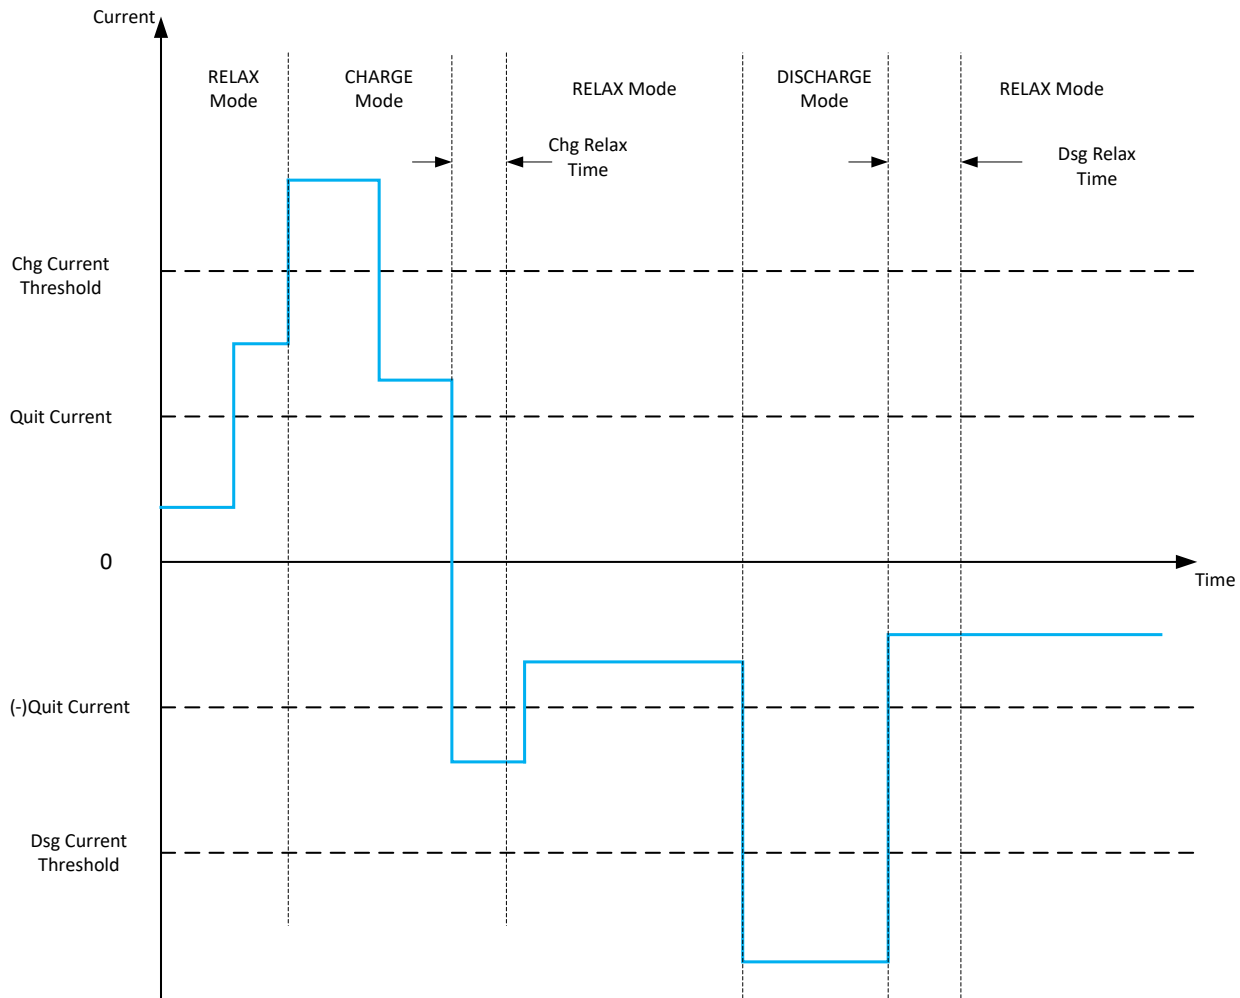 Current
RELAX
Mode
CHARGE
Mode
RELAX Mode
DISCHARGE
Mode
RELAX Mode
Chg Relax
Time
Dsg Relax
Time
Chg Current
Threshold
Quit Current
0
Time
(-)Quit Current
Dsg Current
Threshold